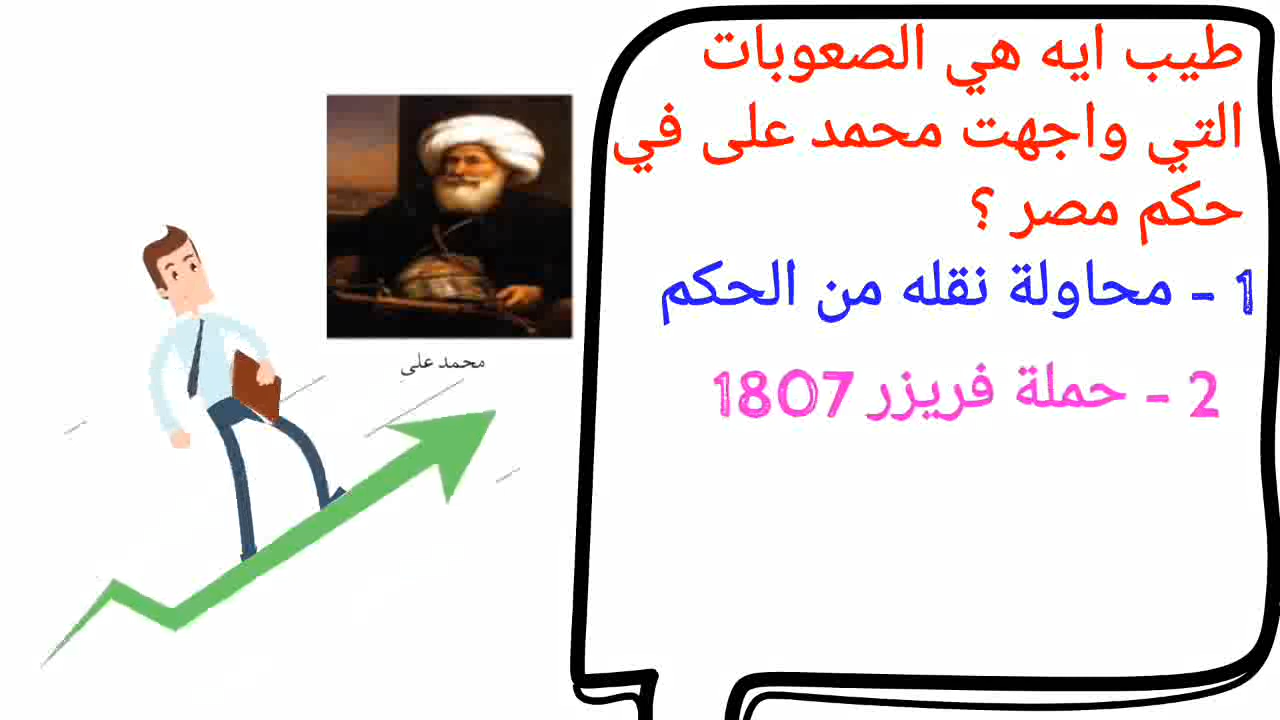 طيب ايه هي الصعوبات
التي واجهت محمد على في
حكم مصر ؟
1 - محاولة نقله من الحكم
2 - حملة فريزر 1807
محمد على